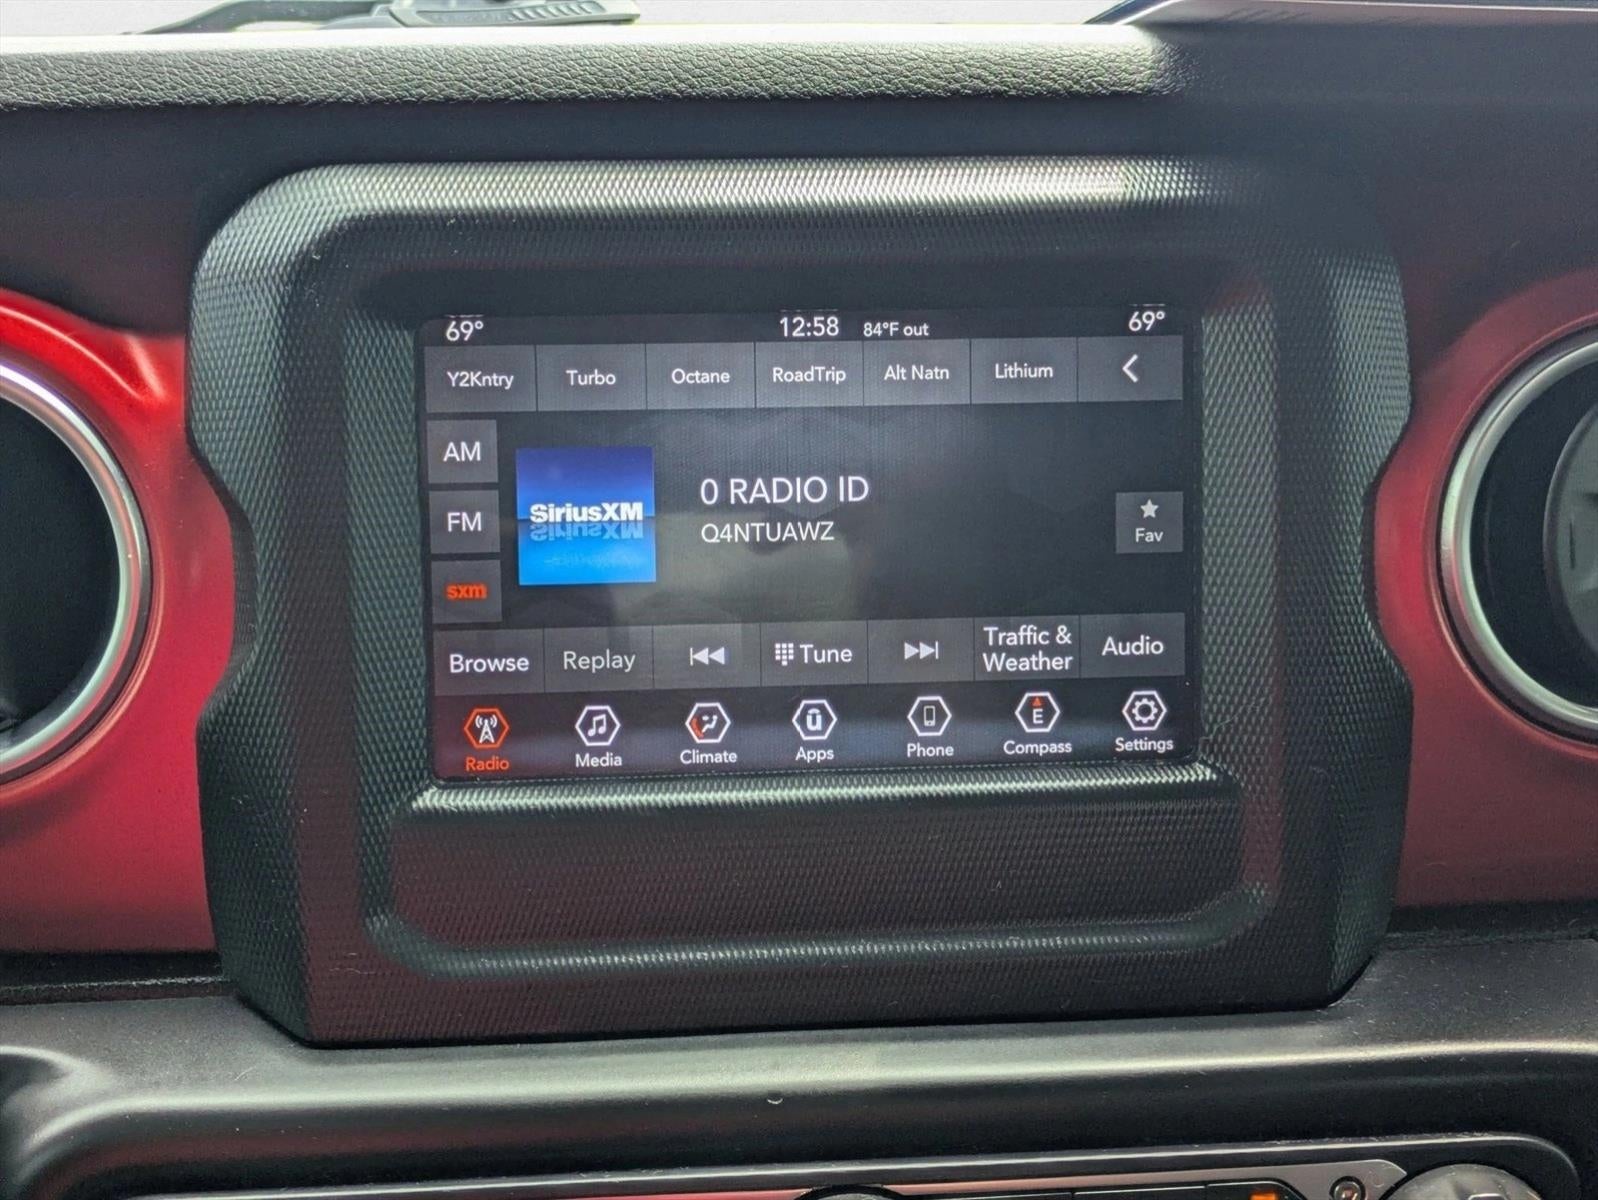 69° 12:58 84°F out 69°
Y2Kntry Turbo Octane RoadTrip Alt Natn Lithium
AM
SiriusXM
0 RADIO ID
Q4NTUAWZ
FM
Fav
sxm
Browse Replay Tune Traffic & Weather Audio
E
Radio Media Climate Apps Phone Compass Settings